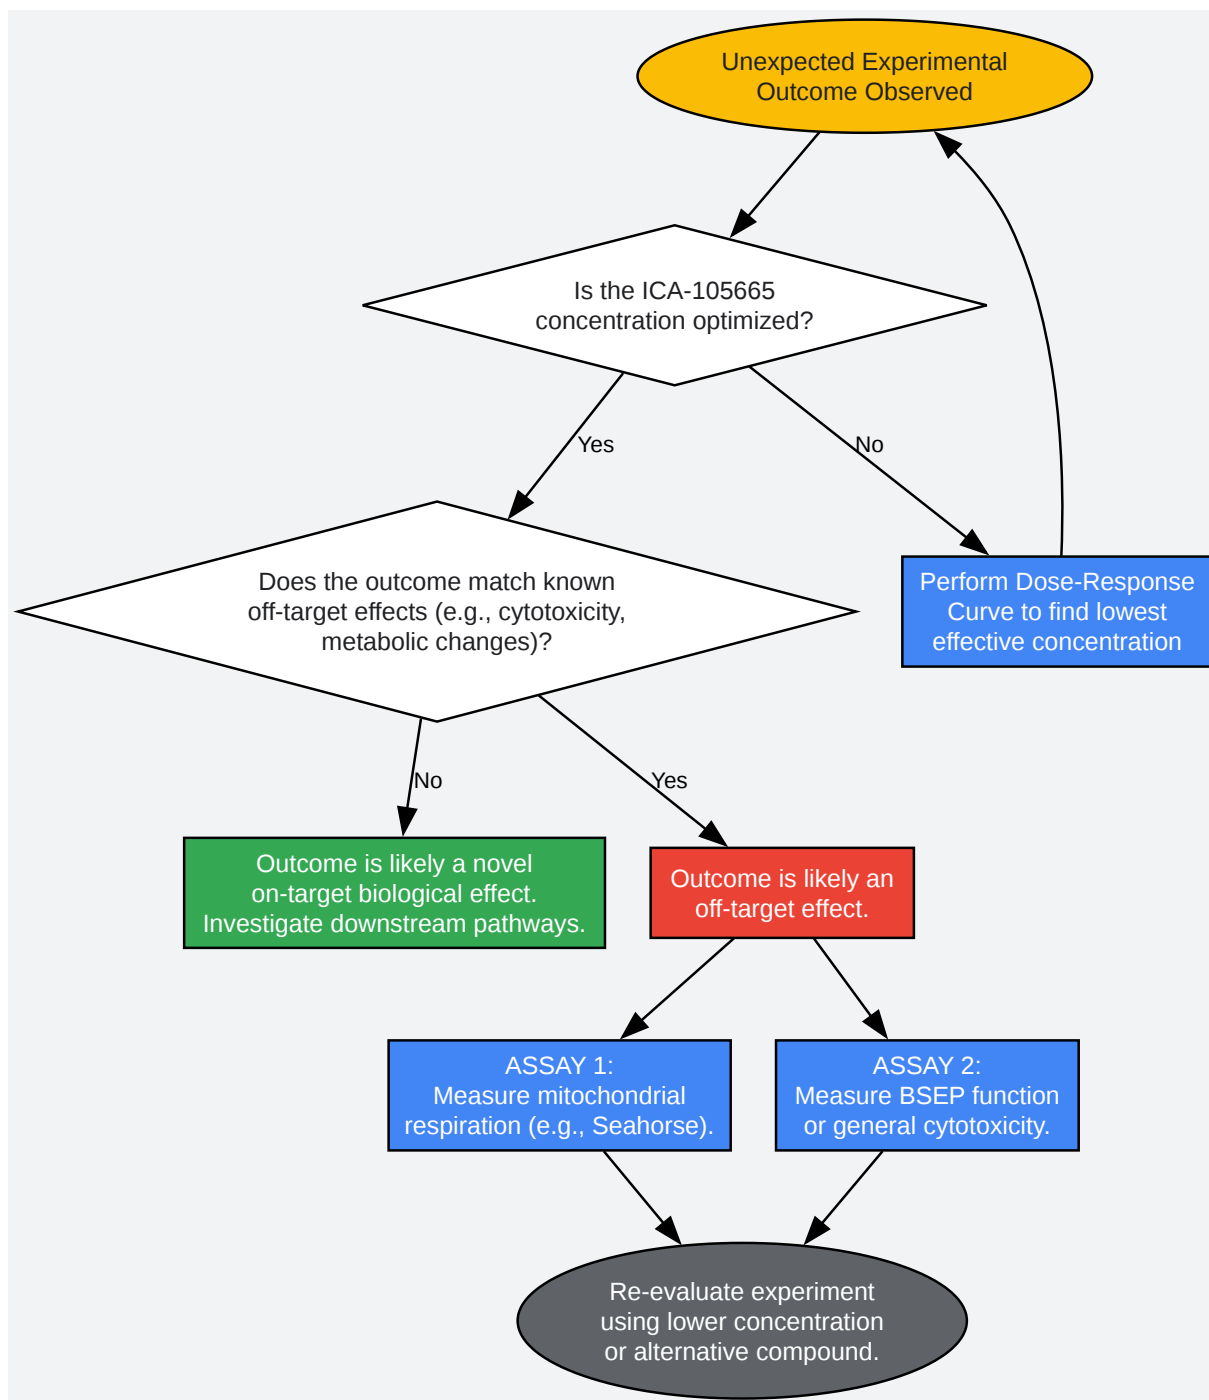 Unexpected Experimental
Outcome Observed
Is the ICA-105665
concentration optimized?
Yes
No
Does the outcome match known
off-target effects (e.g., cytotoxicity,
metabolic changes)?
Perform Dose-Response
Curve to find lowest
effective concentration
No
Yes
Outcome is likely a novel
on-target biological effect.
Investigate downstream pathways.
Outcome is likely an
off-target effect.
ASSAY 1:
Measure mitochondrial
respiration (e.g., Seahorse).
ASSAY 2:
Measure BSEP function
or general cytotoxicity.
Re-evaluate experiment
using lower concentration
or alternative compound.